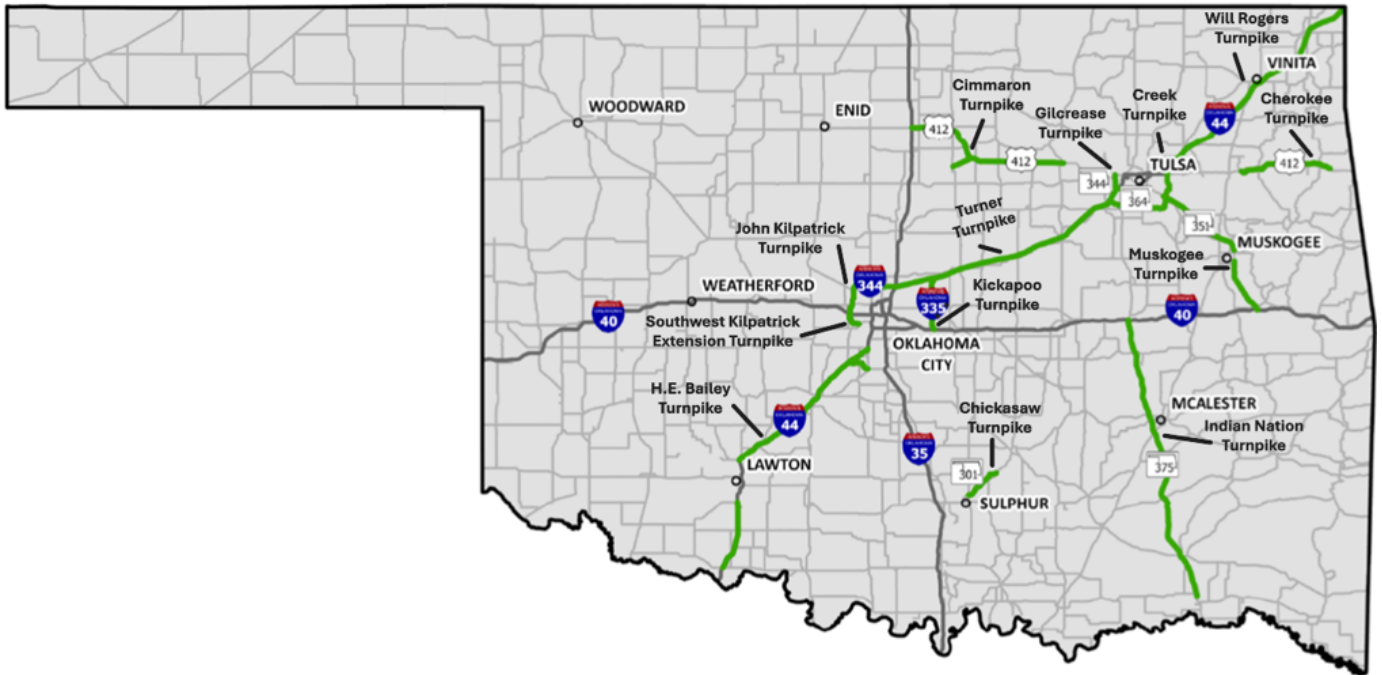 Will Rogers
Turnpike
VINITA
WOODWARD
ENID
Cimmaron
Turnpike
Gilcrease
Turnpike
Creek
Turnpike
44
Cherokee
Turnpike
412
412
412
TULSA
344
364
351
Turner
Turnpike
John Kilpatrick
Turnpike
MUSKOGEE
Muskogee
Turnpike
WEATHERFORD
344
335
Kickapoo
Turnpike
40
40
Southwest Kilpatrick
Extension Turnpike
OKLAHOMA
CITY
H.E. Bailey
Turnpike
44
Chickasaw
Turnpike
MCALESTER
Indian Nation
Turnpike
35
LAWTON
301
375
SULPHUR